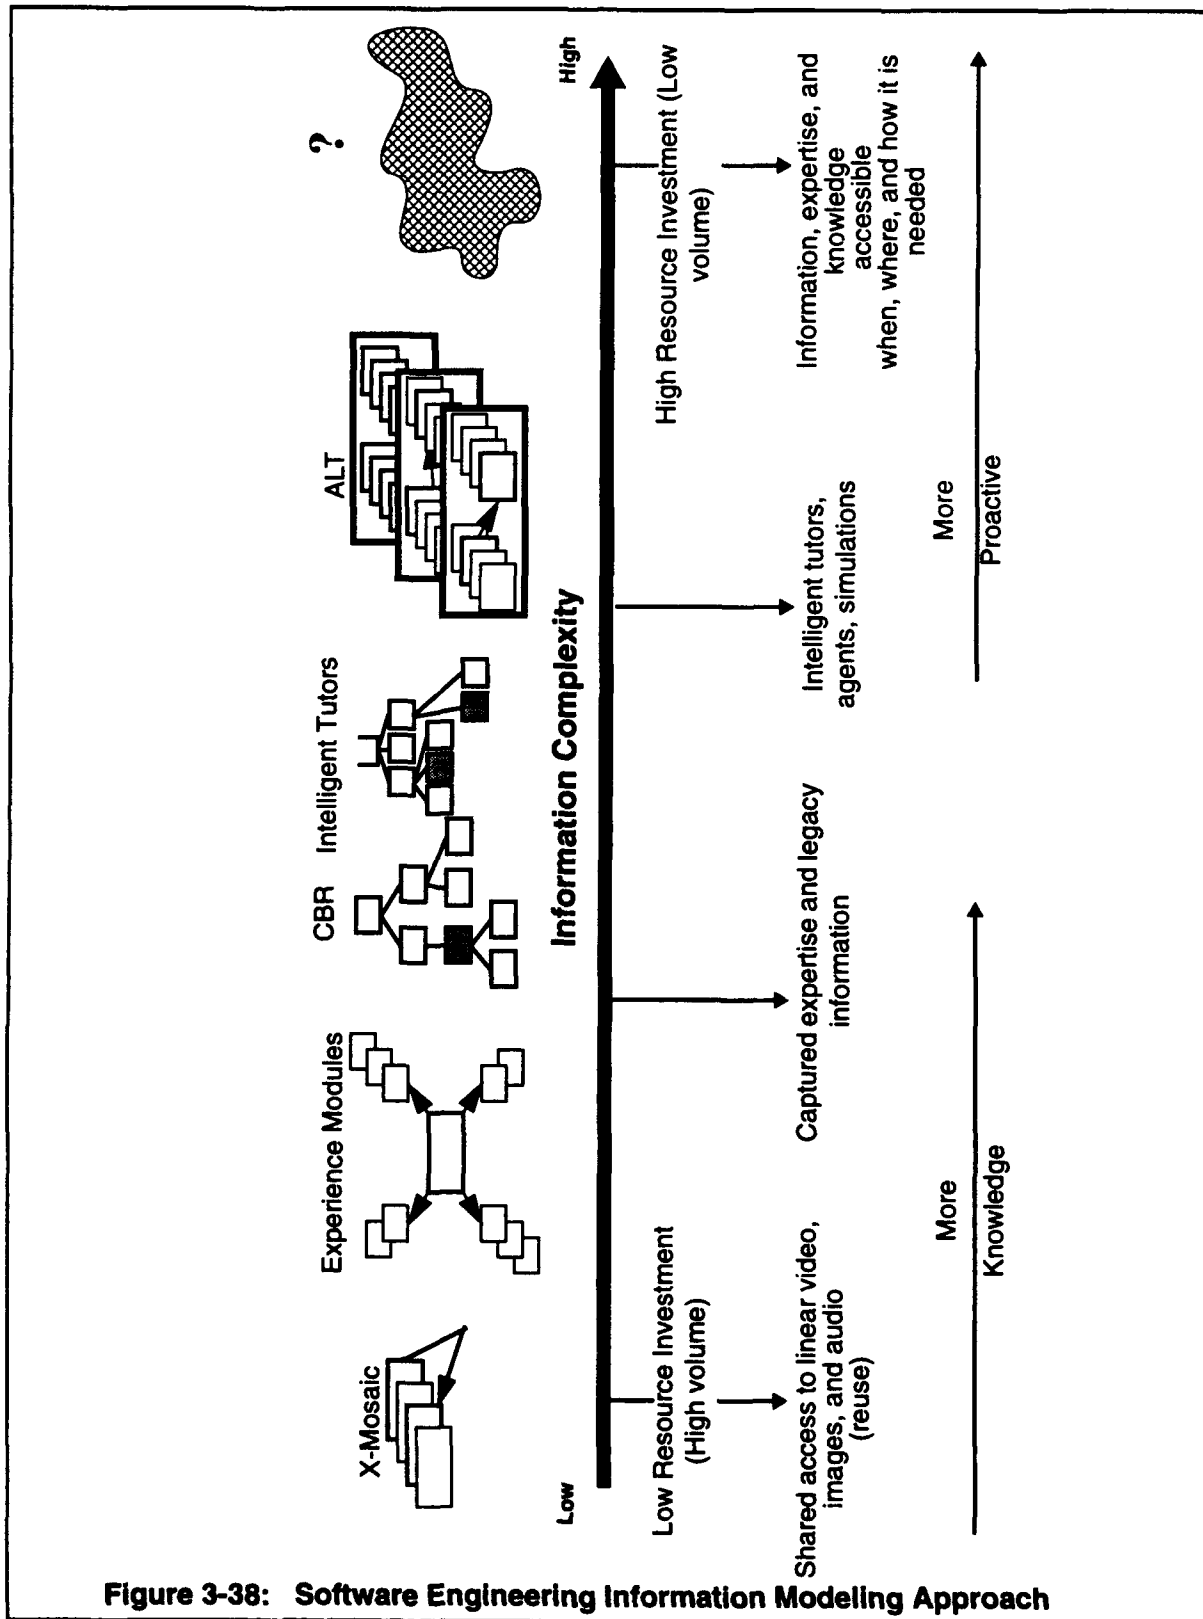 X-Mosaic
Experience Modules
CBR
Intelligent Tutors
ALT
?
Low
Information Complexity
High
Low Resource Investment
(High volume)
High Resource Investment (Low
volume)
Shared access to linear video,
images, and audio
(reuse)
Captured expertise and legacy
information
Intelligent tutors,
agents, simulations
Information, expertise, and
knowledge
accessible
when, where, and how it is
needed
More
Knowledge
More
Proactive
Figure 3-38: Software Engineering Information Modeling Approach